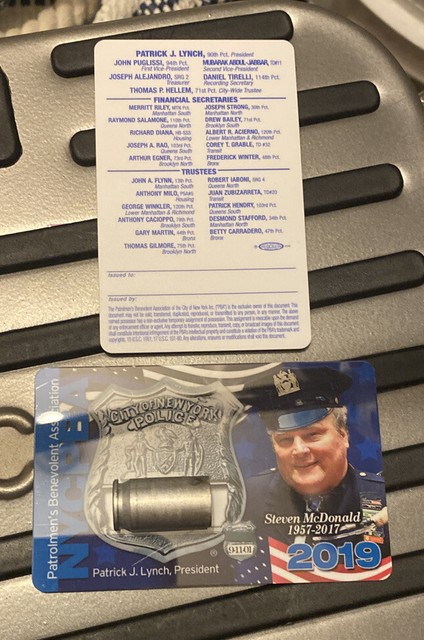 PATRICK J. LYNCH, 90th Pct. President
JOHN PUGLISSI, 94th Pct. MUBARAK ABDUL-JABBAR, TD#11
First Vice-President Second Vice-President
JOSEPH ALEJANDRO, SRG 2 DANIEL TIRELLI, 114th Pct.
Treasurer Recording Secretary
THOMAS P. HELLEM, 71st Pct. City-Wide Trustee
FINANCIAL SECRETARIES
MERRITT RILEY, MTN Pct. JOSEPH STRONG, 30th Pct.
Manhattan South Manhattan North
RAYMOND SALAMONE, 110th Pct. DREW BAILEY, 71st Pct.
Queens North Brooklyn South
RICHARD DIANA, HB-SIU ALBERT R. ACIERNO, 120th Pct.
Housing Lower Manhattan & Richmond
JOSEPH A. RAO, 103rd Pct. COREY T. GRABLE, TD #32
Queens South Transit
ARTHUR EGNER, 73rd Pct. FREDERICK WINTER, 48th Pct.
Brooklyn North Bronx
TRUSTEES
JOHN A. FLYNN, 13th Pct. ROBERT IABONI, SRG 4
Manhattan South Queens North
ANTHONY MILO, PSA#5 JUAN ZUBIZARRETA, TD#20
Housing Transit
GEORGE WINKLER, 120th Pct. PATRICK HENDRY, 103rd Pct.
Lower Manhattan & Richmond Queens South
ANTHONY CACIOPPO, 78th Pct. DESMOND STAFFORD, 34th Pct.
Brooklyn South Manhattan North
GARY MARTIN, 44th Pct. BETTY CARRADERO, 47th Pct.
Bronx Bronx
THOMAS GILMORE, 75th Pct.
Brooklyn North
Issued to:
Issued by:
Patrolmen's Benevolent Association
CITY OF NEW YORK
POLICE
94101
Steven McDonald
1957-2017
2019
Patrick J. Lynch, President